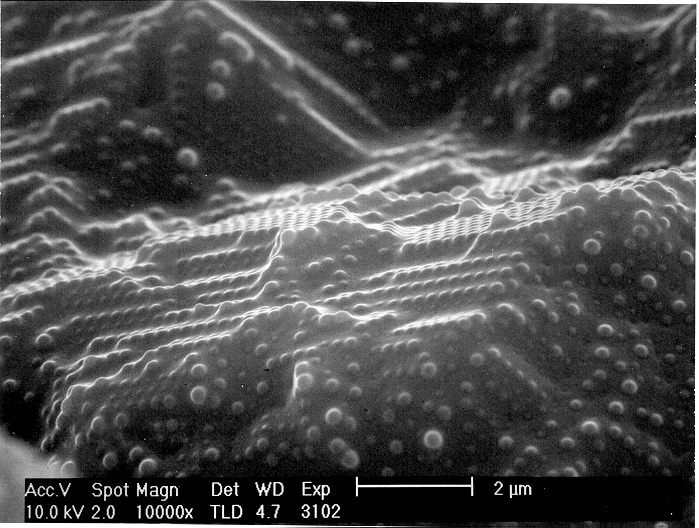 Acc.V Spot Magn Det WD Exp 2 µm
10.0 kV 2.0 10000x TLD 4.7 3102